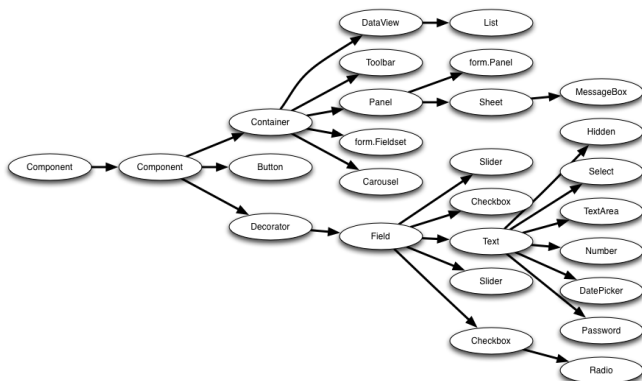 DataView
List
Toolbar
form.Panel
Panel
Sheet
MessageBox
Container
Hidden
form.Fieldset
Slider
Select
Component
Component
Button
Carousel
Checkbox
TextArea
Decorator
Field
Text
Number
Slider
DatePicker
Password
Checkbox
Radio